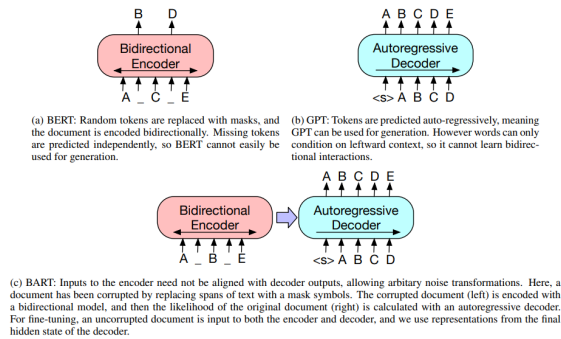 B D
Bidirectional
Encoder
A _ C _ E
(a) BERT: Random tokens are replaced with masks, and
the document is encoded bidirectionally. Missing tokens
are predicted independently, so BERT cannot easily be
used for generation.
A B C D E
Autoregressive
Decoder
<s> A B C D
(b) GPT: Tokens are predicted auto-regressively, meaning
GPT can be used for generation. However words can only
condition on leftward context, so it cannot learn bidirec-
tional interactions.
Bidirectional
Encoder
A _ B _ E
A B C D E
Autoregressive
Decoder
<s> A B C D
(c) BART: Inputs to the encoder need not be aligned with decoder outputs, allowing arbitary noise transformations. Here, a
document has been corrupted by replacing spans of text with a mask symbols. The corrupted document (left) is encoded with
a bidirectional model, and then the likelihood of the original document (right) is calculated with an autoregressive decoder.
For fine-tuning, an uncorrupted document is input to both the encoder and decoder, and we use representations from the final
hidden state of the decoder.